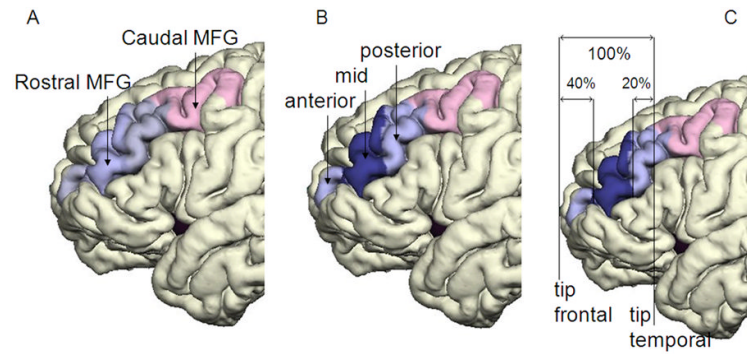 A
Caudal MFG
Rostral MFG
B
posterior
mid
anterior
C
100%
40%
20%
tip
frontal
tip
temporal